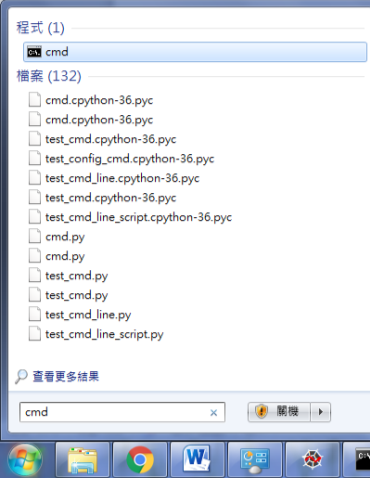 程式 (1)
cmd
檔案 (132)
cmd.cpython-36.pyc
cmd.cpython-36.pyc
test_cmd.cpython-36.pyc
test_config_cmd.cpython-36.pyc
test_cmd_line.cpython-36.pyc
test_cmd.cpython-36.pyc
test_cmd_line_script.cpython-36.pyc
cmd.py
cmd.py
test_cmd.py
test_cmd.py
test_cmd_line.py
test_cmd_line_script.py
查看更多結果
cmd
關機